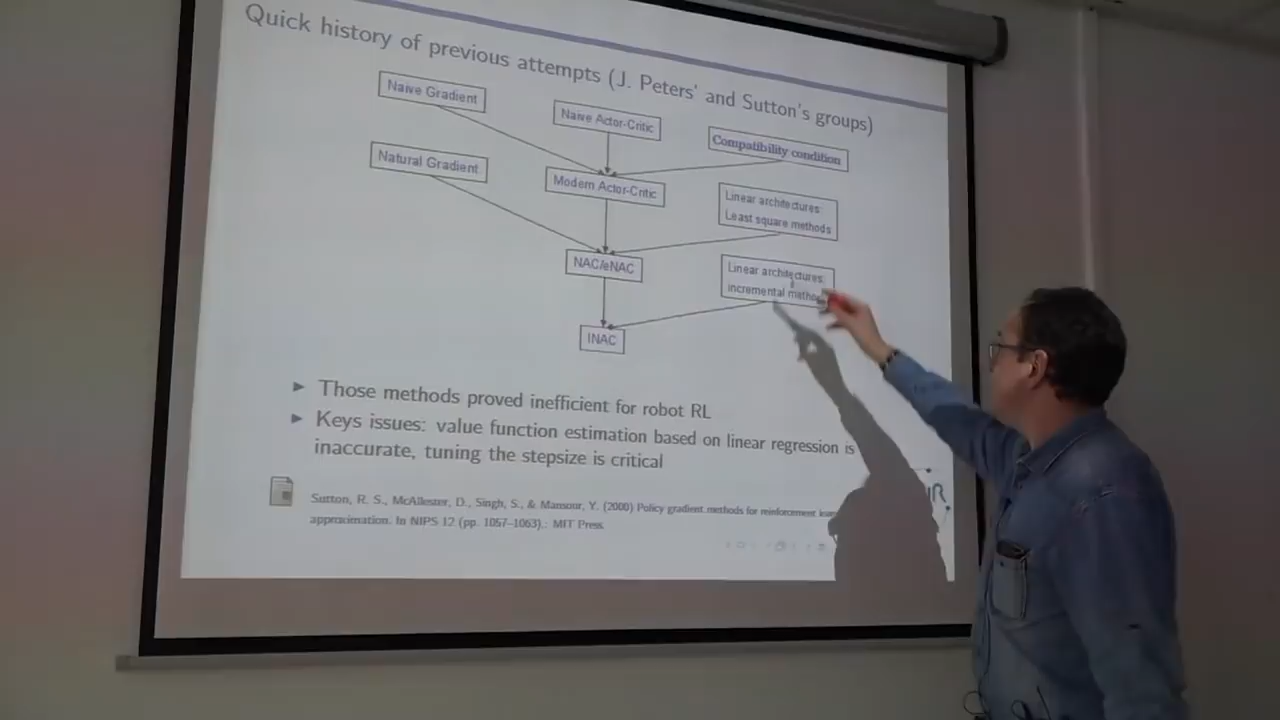 Quick history of previous attempts (J. Peters' and Sutton's groups)
Naive Gradient
Naive Actor-Critic
Compatibility condition
Natural Gradient
Modern Actor-Critic
Linear architectures:
Least square methods
NAC/eNAC
Linear architectures:
incremental
INAC
Those methods proved inefficient for robot RL
Keys issues: value function estimation based on linear regression is
inaccurate, tuning the stepsize is critical
Sutton, R. S., McAllester, D., Singh, S., & Mansour, Y. (2000) Policy gradient methods for reinforcement
approximation. In NIPS 12 (pp. 1057–1063).: MIT Press.